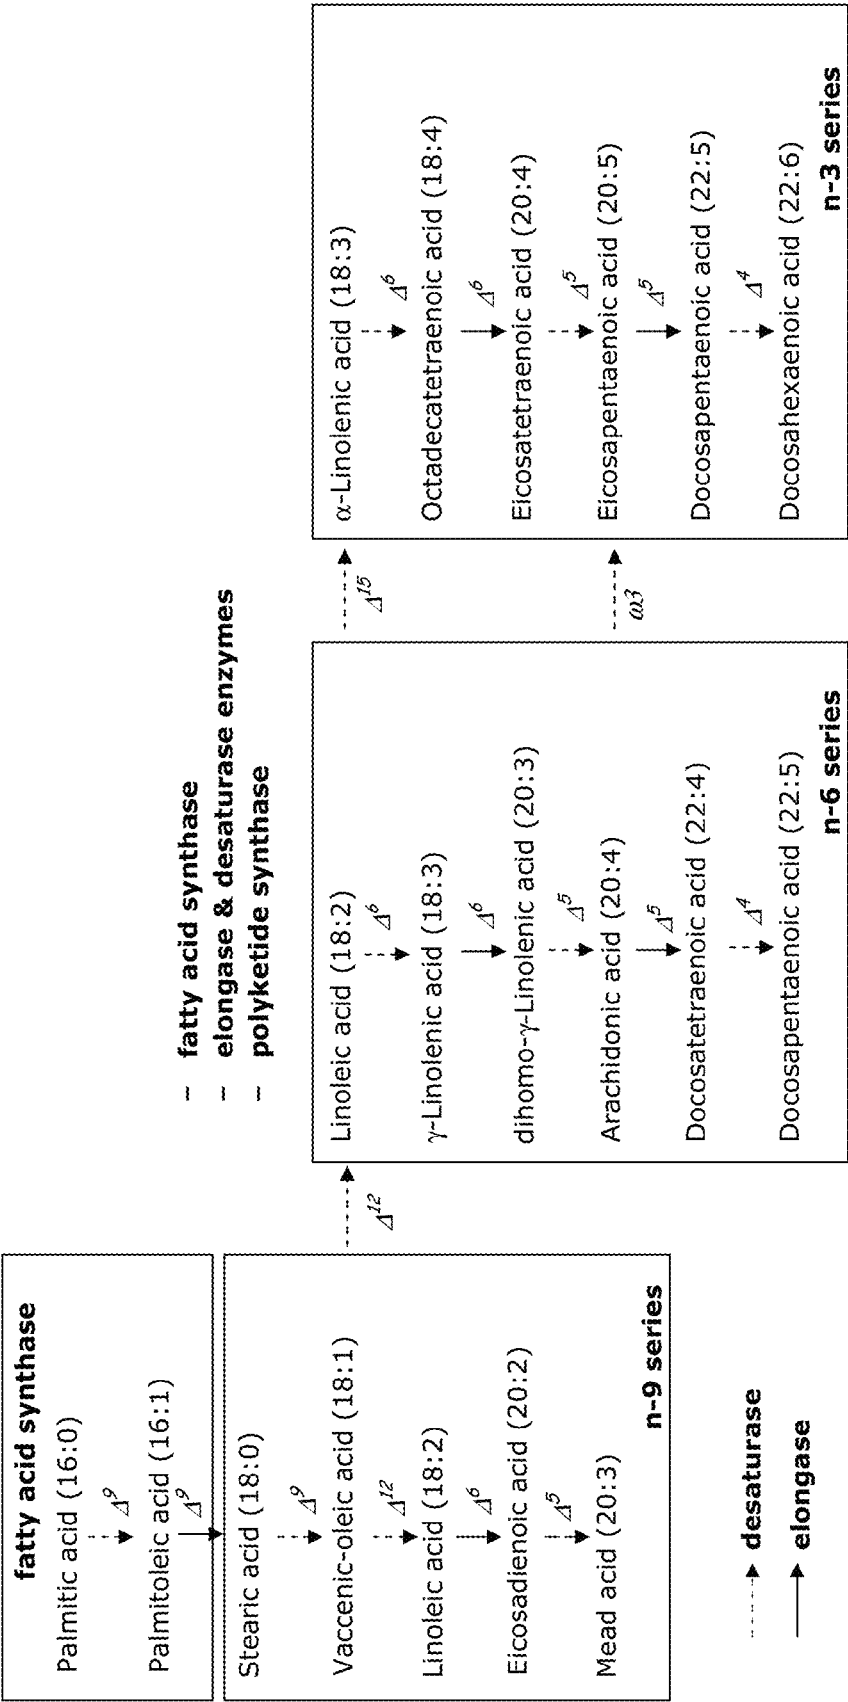 fatty acid synthase
Palmitic acid (16:0)
Δ9
Palmitoleic acid (16:1)
Δ9
Stearic acid (18:0)
Δ9
Vaccenic-oleic acid (18:1)
Δ12
Linoleic acid (18:2)
Δ6
Eicosadienoic acid (20:2)
Δ5
Mead acid (20:3)
n-9 series
desaturase
elongase
Δ12
– fatty acid synthase
– elongase & desaturase enzymes
– polyketide synthase
Linoleic acid (18:2)
Δ6
γ-Linolenic acid (18:3)
Δ6
dihomo-γ-Linolenic acid (20:3)
Δ5
Arachidonic acid (20:4)
Δ5
Docosatetraenoic acid (22:4)
Δ4
Docosapentaenoic acid (22:5)
n-6 series
Δ15
ω3
α-Linolenic acid (18:3)
Δ6
Octadecatetraenoic acid (18:4)
Δ6
Eicosatetraenoic acid (20:4)
Δ5
Eicosapentaenoic acid (20:5)
Δ5
Docosapentaenoic acid (22:5)
Δ4
Docosahexaenoic acid (22:6)
n-3 series